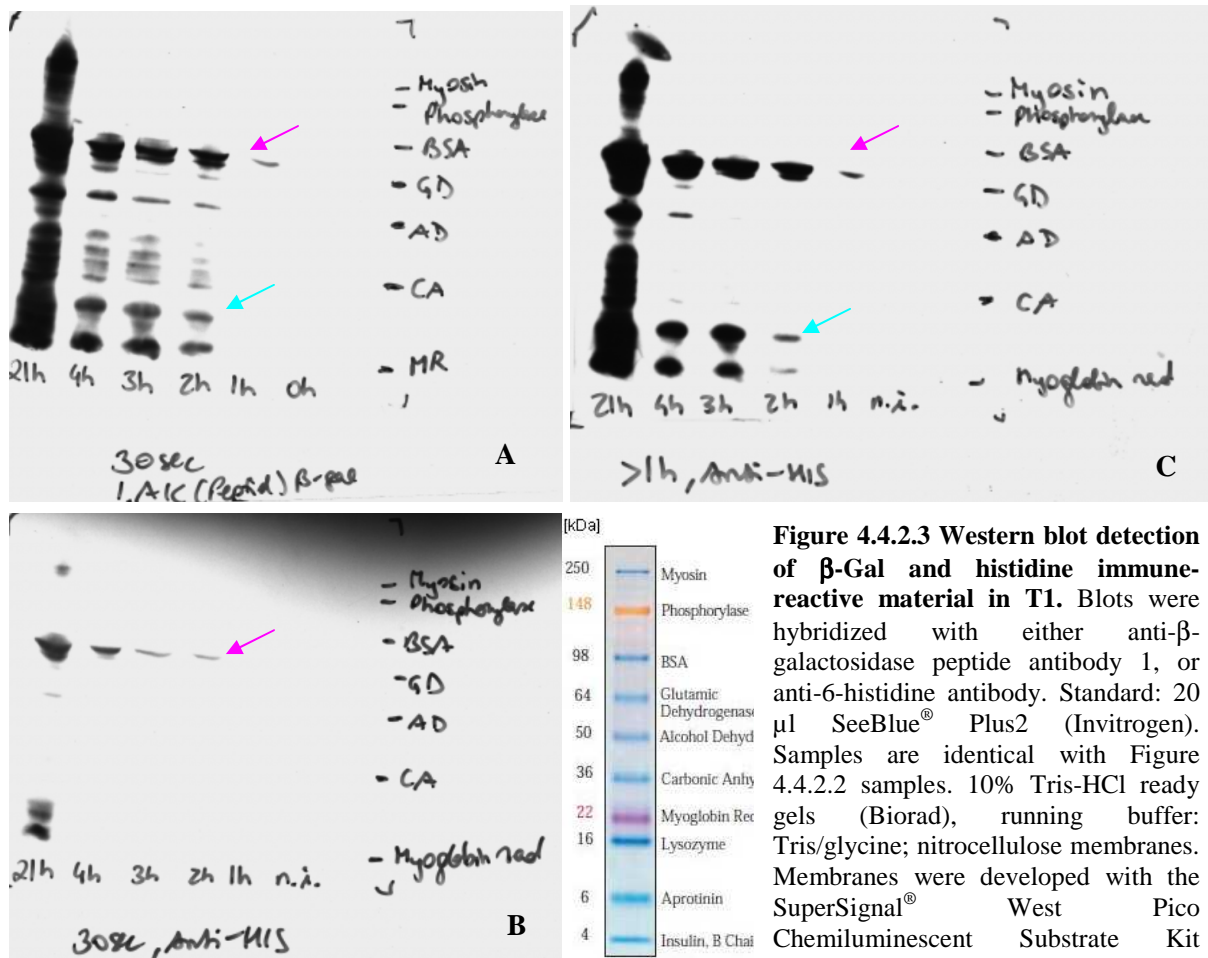 Myosin
Phosphorylase
BSA
GD
AD
CA
MR
21h 4h 3h 2h 1h 0h
30sec
1.AK (Peptid) β-gal
A
Myosin
Phosphorylase
BSA
GD
AD
CA
Myoglobin red
21h 4h 3h 2h 1h n.i.
>1h, Anti-HIS
C
Myosin
Phosphorylase
BSA
GD
AD
CA
Myoglobin red
21h 4h 3h 2h 1h n.i.
30sec, Anti-HIS
B
[kDa]
250 Myosin
148 Phosphorylase
98 BSA
64 Glutamic
Dehydrogenase
50 Alcohol Dehyd
36 Carbonic Anhy
22 Myoglobin Red
16 Lysozyme
6 Aprotinin
4 Insulin, B Chai
Figure 4.4.2.3 Western blot detection
of β-Gal and histidine immune-
reactive material in T1. Blots were
hybridized with either anti-β-
galactosidase peptide antibody 1, or
anti-6-histidine antibody. Standard: 20
µl SeeBlue® Plus2 (Invitrogen).
Samples are identical with Figure
4.4.2.2 samples. 10% Tris-HCl ready
gels (Biorad), running buffer:
Tris/glycine; nitrocellulose membranes.
Membranes were developed with the
SuperSignal® West Pico
Chemiluminescent Substrate Kit